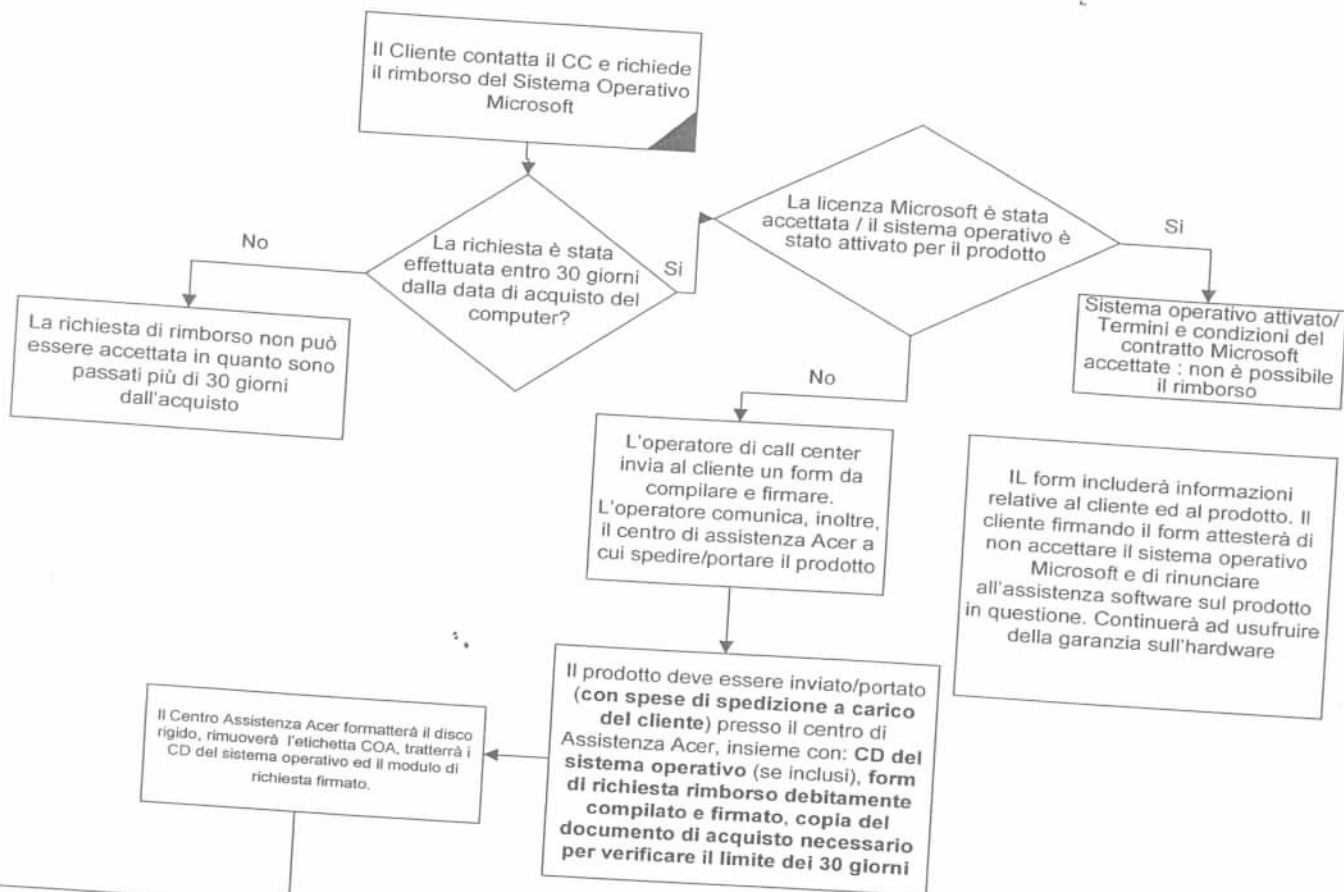 Il Cliente contatta il CC e richiede
il rimborso del Sistema Operativo
Microsoft
La richiesta è stata
effettuata entro 30 giorni
dalla data di acquisto del
computer?
No
Si
La richiesta di rimborso non può
essere accettata in quanto sono
passati più di 30 giorni
dall'acquisto
La licenza Microsoft è stata
accettata / il sistema operativo è
stato attivato per il prodotto
Si
No
Sistema operativo attivato/
Termini e condizioni del
contratto Microsoft
accettate : non è possibile
il rimborso
L'operatore di call center
invia al cliente un form da
compilare e firmare.
L'operatore comunica, inoltre,
il centro di assistenza Acer a
cui spedire/portare il prodotto
IL form includerà informazioni
relative al cliente ed al prodotto. Il
cliente firmando il form attesterà di
non accettare il sistema operativo
Microsoft e di rinunciare
all'assistenza software sul prodotto
in questione. Continuerà ad usufruire
della garanzia sull'hardware
Il prodotto deve essere inviato/portato
(con spese di spedizione a carico
del cliente) presso il centro di
Assistenza Acer, insieme con: CD del
sistema operativo (se inclusi), form
di richiesta rimborso debitamente
compilato e firmato, copia del
documento di acquisto necessario
per verificare il limite dei 30 giorni
Il Centro Assistenza Acer formatterà il disco
rigido, rimuoverà l'etichetta COA, tratterrà i
CD del sistema operativo ed il modulo di
richiesta firmato.